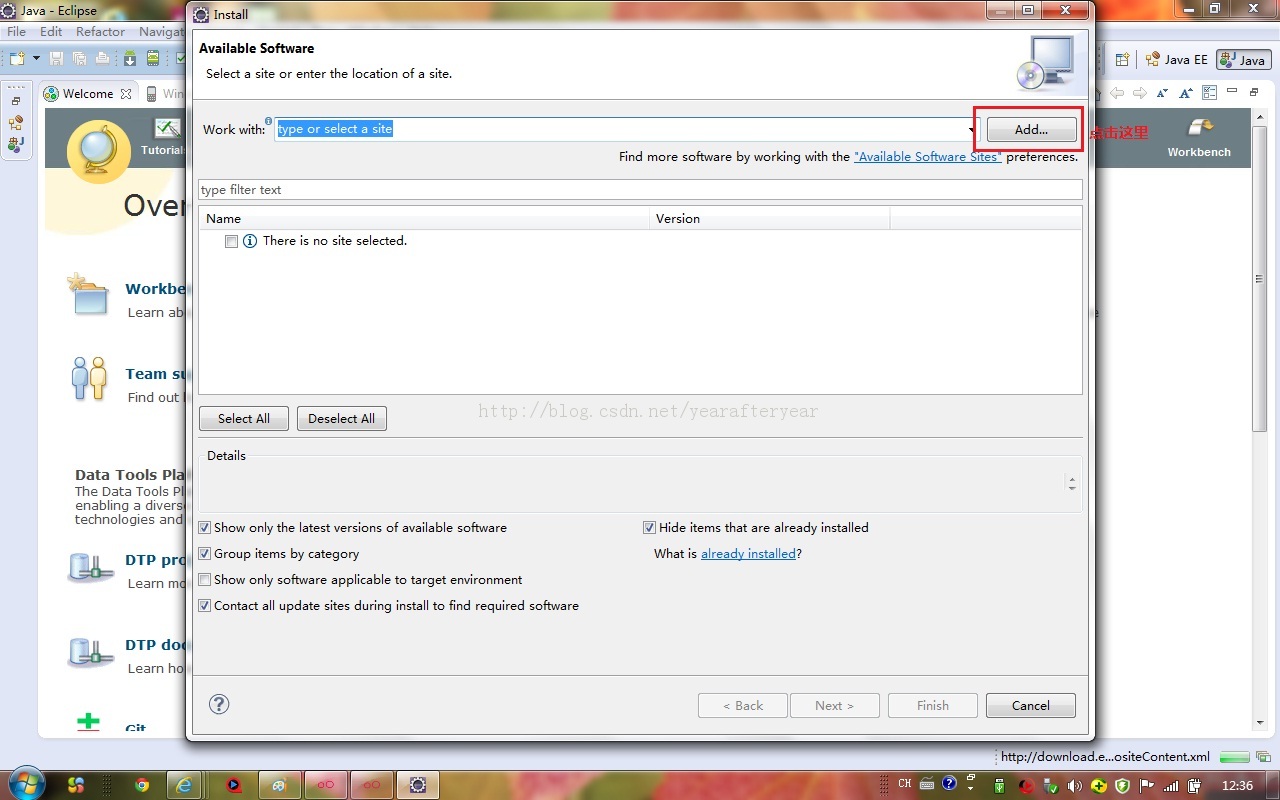 Java - Eclipse
Install
File Edit Refactor Navigat
Available Software
Select a site or enter the location of a site.
Java EE
Java
Welcome
Win
Work with:
type or select a site
Add...
点击这里
Tutorials
Workbench
Find more software by working with the "Available Software Sites" preferences.
type filter text
Over
Name Version
There is no site selected.
Workbe
Learn ab
Team su
Find out
Select All
Deselect All
http://blog.csdn.net/yearafteryear
Details
Data Tools Pla
The Data Tools Pl
enabling a divers
technologies and
Show only the latest versions of available software
Hide items that are already installed
Group items by category
What is already installed?
DTP pro
Learn mo
Show only software applicable to target environment
Contact all update sites during install to find required software
DTP doc
Learn ho
< Back
Next >
Finish
Cancel
Git
http://download.e...ositeContent.xml
CH
12:36